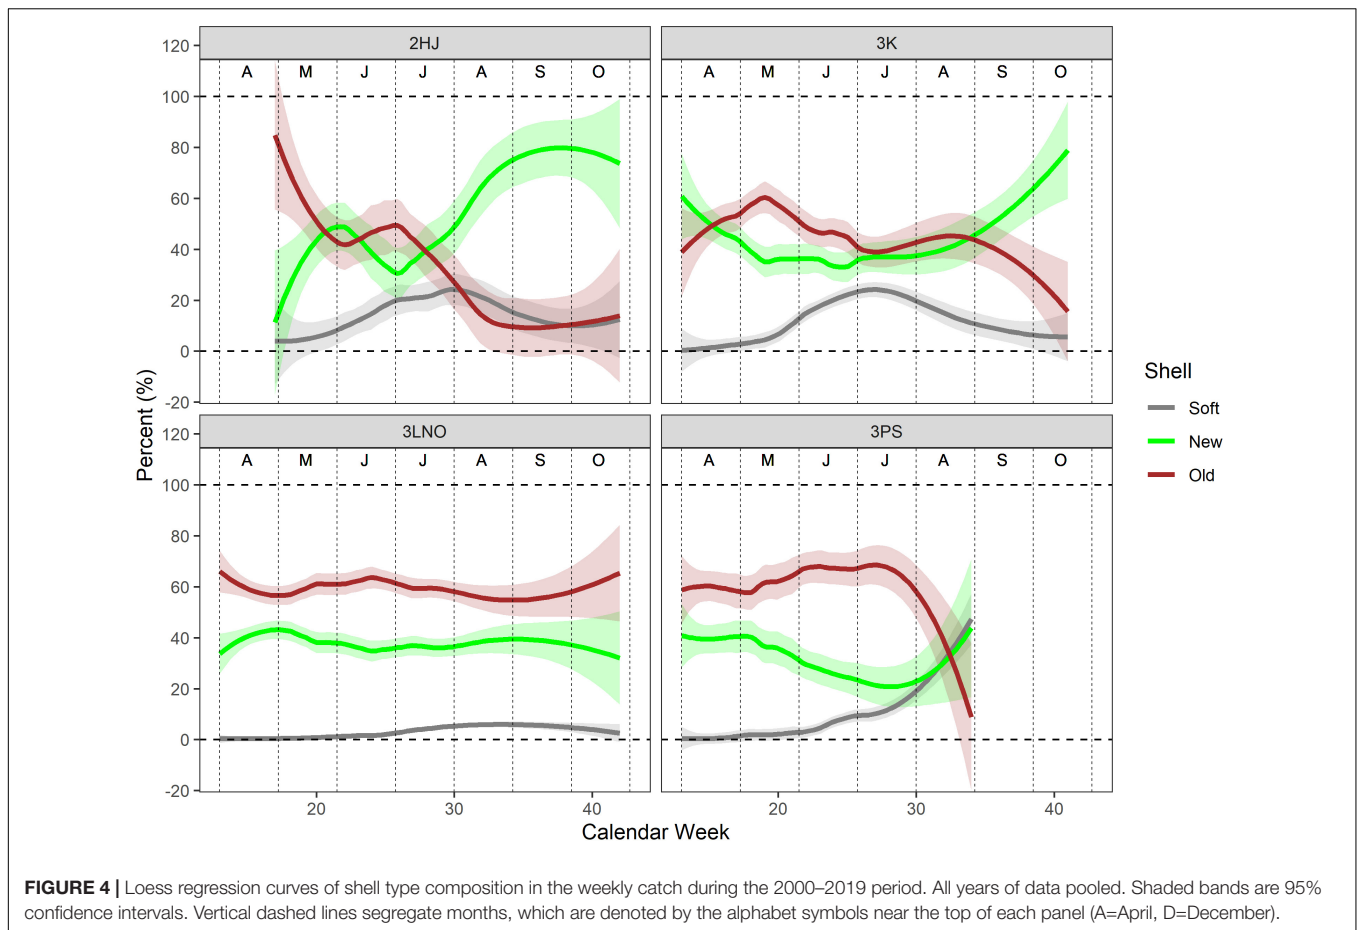 2HJ
3K
120
100
80
60
40
20
0
-20
A M J J A S O
A M J J A S O
3LNO
3PS
120
100
80
60
40
20
0
-20
A M J J A S O
A M J J A S O
20 30 40
20 30 40
Percent (%)
Calendar Week
Shell
Soft
New
Old
FIGURE 4 | Loess regression curves of shell type composition in the weekly catch during the 2000–2019 period. All years of data pooled. Shaded bands are 95%
confidence intervals. Vertical dashed lines segregate months, which are denoted by the alphabet symbols near the top of each panel (A=April, D=December).